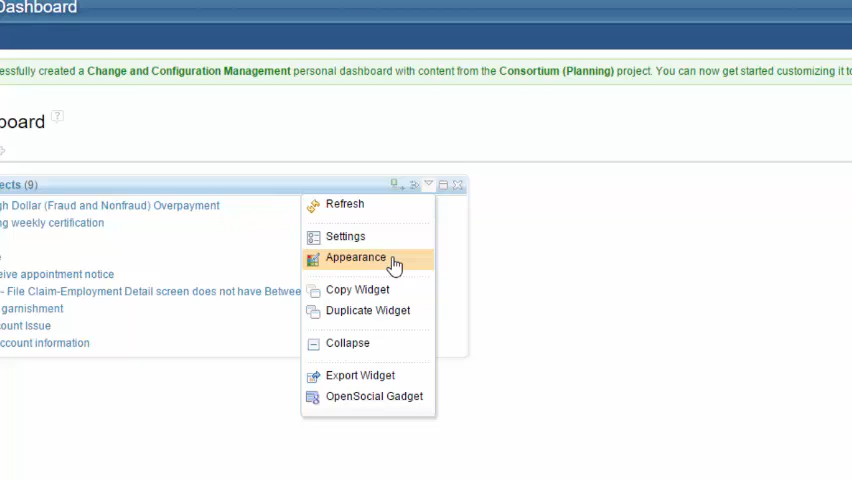 Dashboard
essfully created a Change and Configuration Management personal dashboard with content from the Consortium (Planning) project. You can now get started customizing it to
board ?
ects (9)
gh Dollar (Fraud and Nonfraud) Overpayment
ng weekly certification
e
eive appointment notice
- File Claim-Employment Detail screen does not have Betwee
garnishment
count Issue
ccount information
Refresh
Settings
Appearance
Copy Widget
Duplicate Widget
Collapse
Export Widget
OpenSocial Gadget